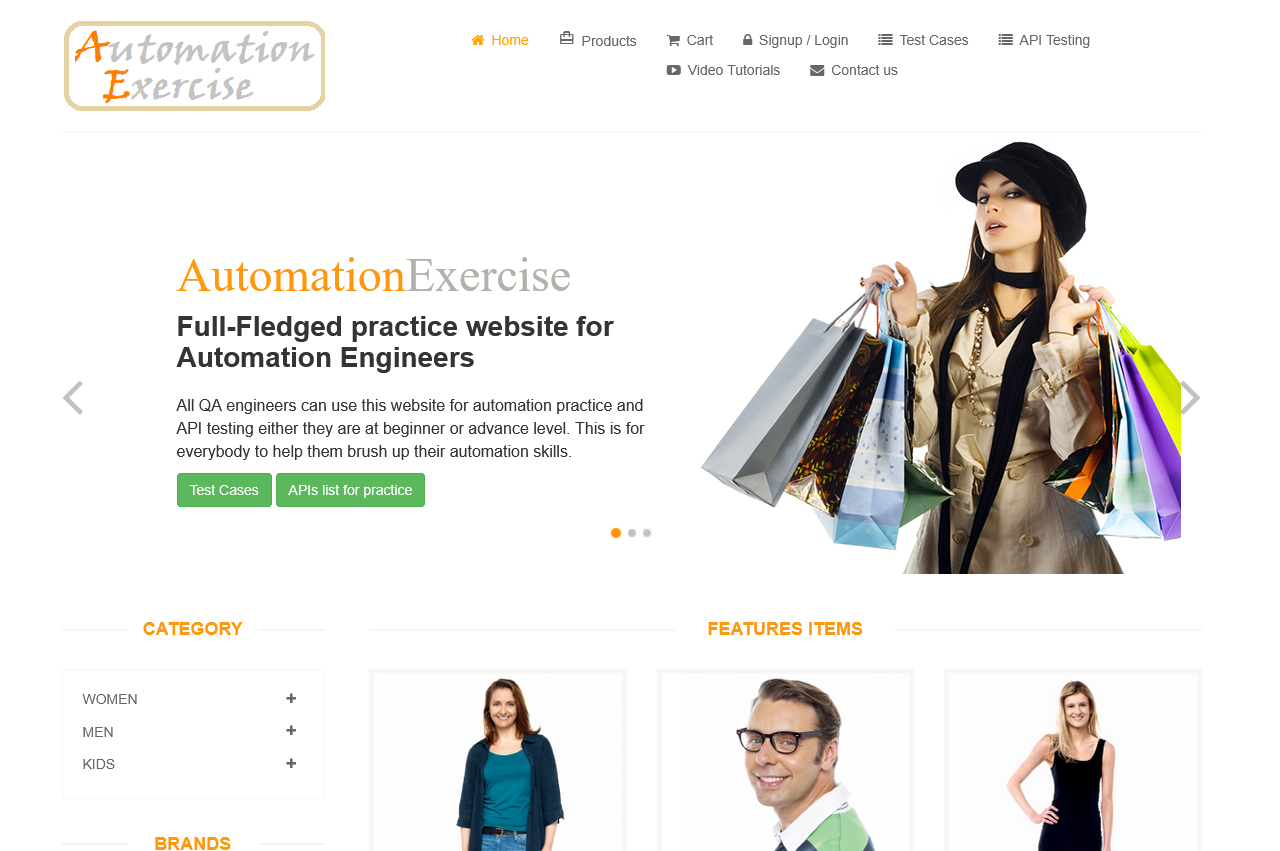 Automation
Exercise
Home
Products
Cart
Signup / Login
Test Cases
API Testing
Video Tutorials
Contact us
AutomationExercise
Full-Fledged practice website for
Automation Engineers
All QA engineers can use this website for automation practice and
API testing either they are at beginner or advance level. This is for
everybody to help them brush up their automation skills.
Test Cases
APIs list for practice
CATEGORY
FEATURES ITEMS
WOMEN
MEN
KIDS
BRANDS